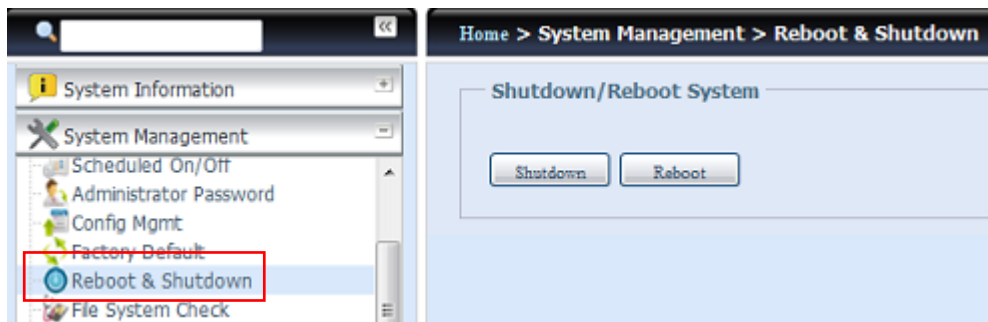 Home > System Management > Reboot & Shutdown
System Information
System Management
Scheduled On/Off
Administrator Password
Config Mgmt
Factory Default
Reboot & Shutdown
File System Check
Shutdown/Reboot System
Shutdown
Reboot